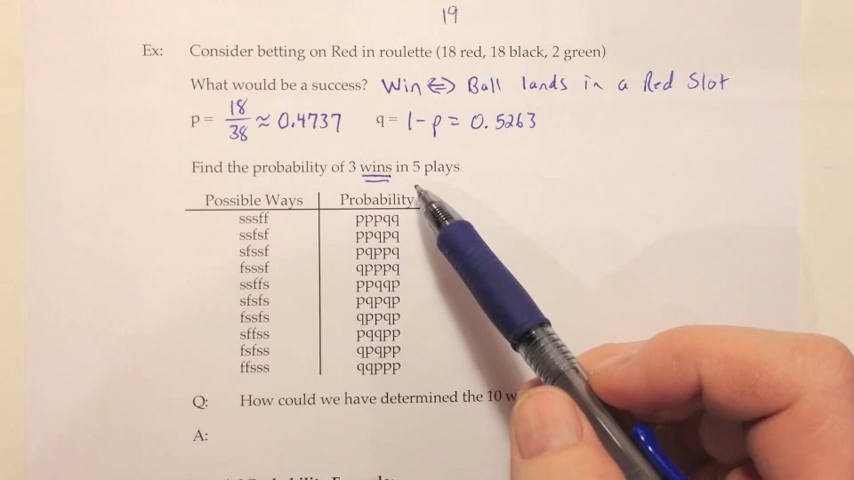 19
Ex: Consider betting on Red in roulette (18 red, 18 black, 2 green)
What would be a success? Win ⇔ Ball lands in a Red Slot
p = 18/38 ≈ 0.4737 q = 1-p = 0.5263
Find the probability of 3 wins in 5 plays
Possible Ways Probability
sssff pppqq
ssfsf ppqpq
sfssf pqppq
fsssf qpppq
ssffs ppqqp
sfsfs pqpqp
fssfs qppqp
sffss pqqpp
fsfss qpqpp
ffsss qqppp
Q: How could we have determined the 10 w
A: